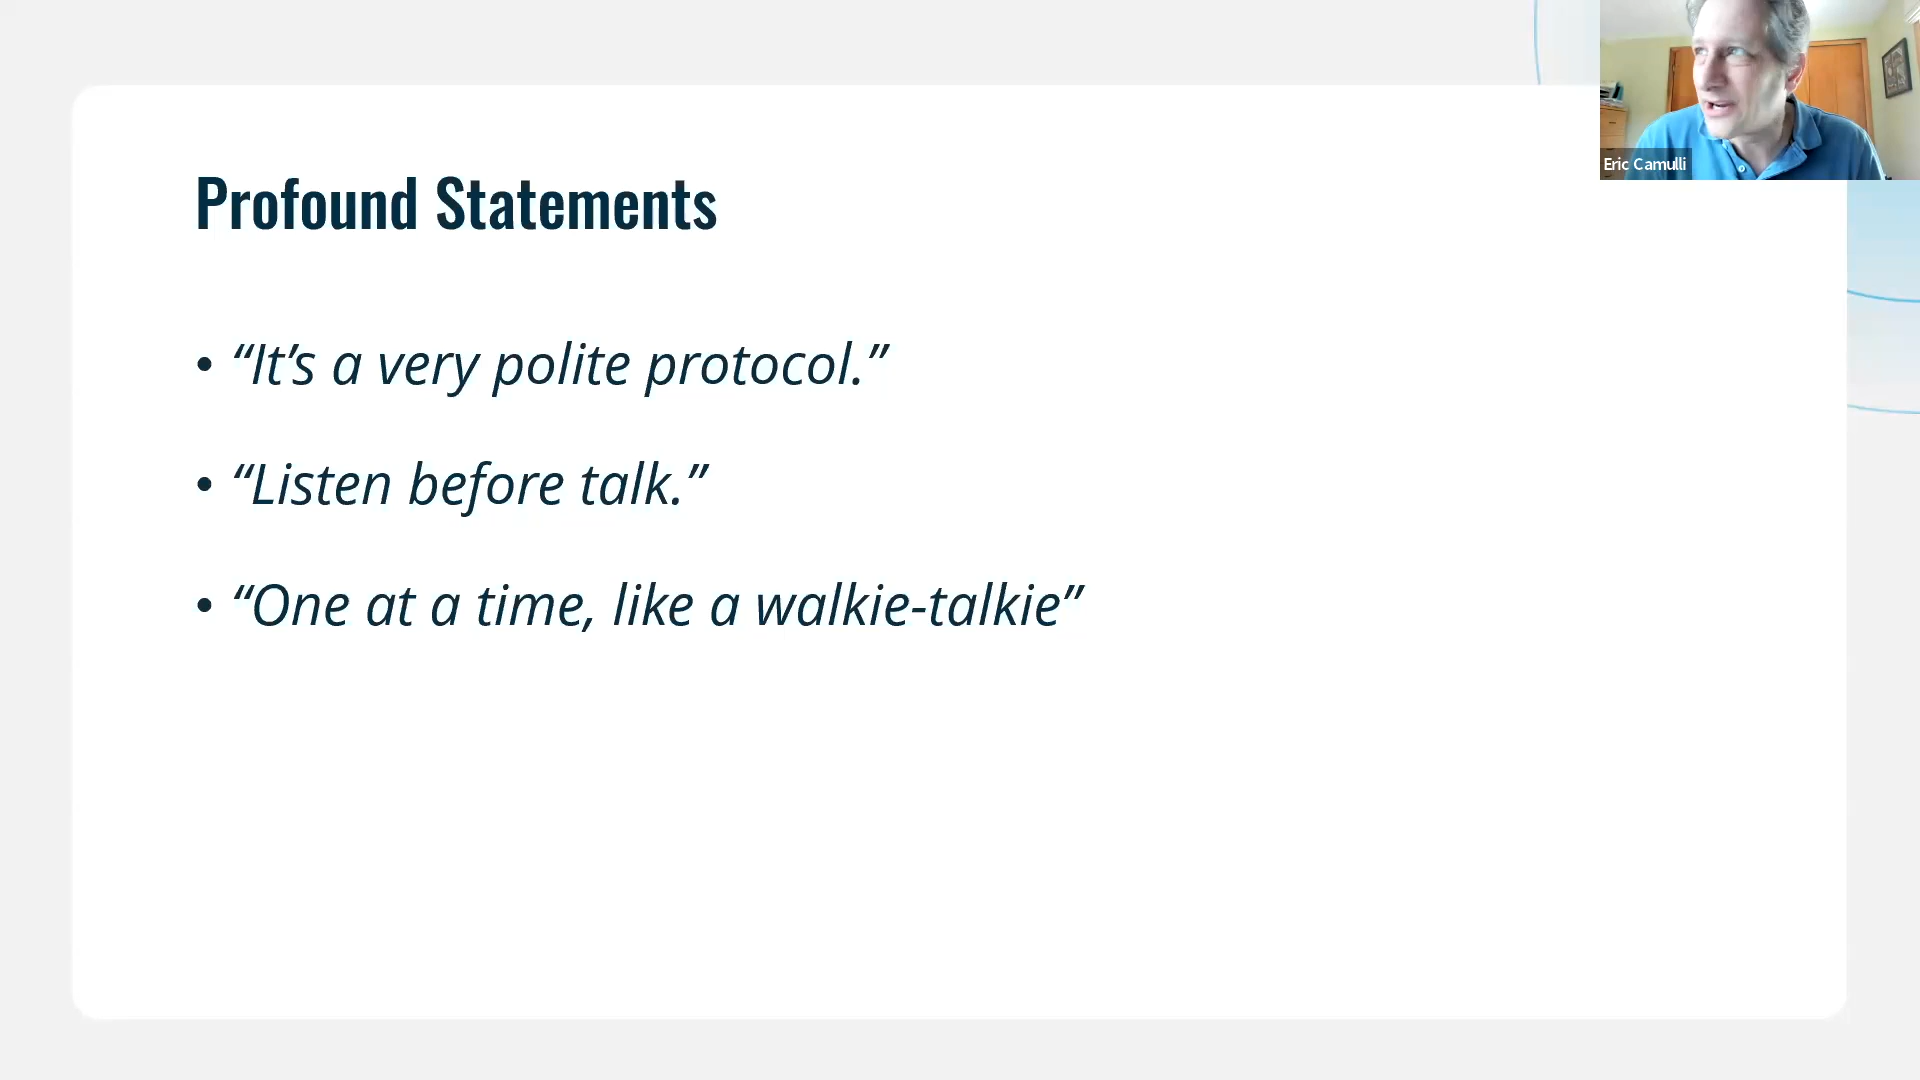 Eric Camulli
Profound Statements
• “It’s a very polite protocol.”
• “Listen before talk.”
• “One at a time, like a walkie-talkie”